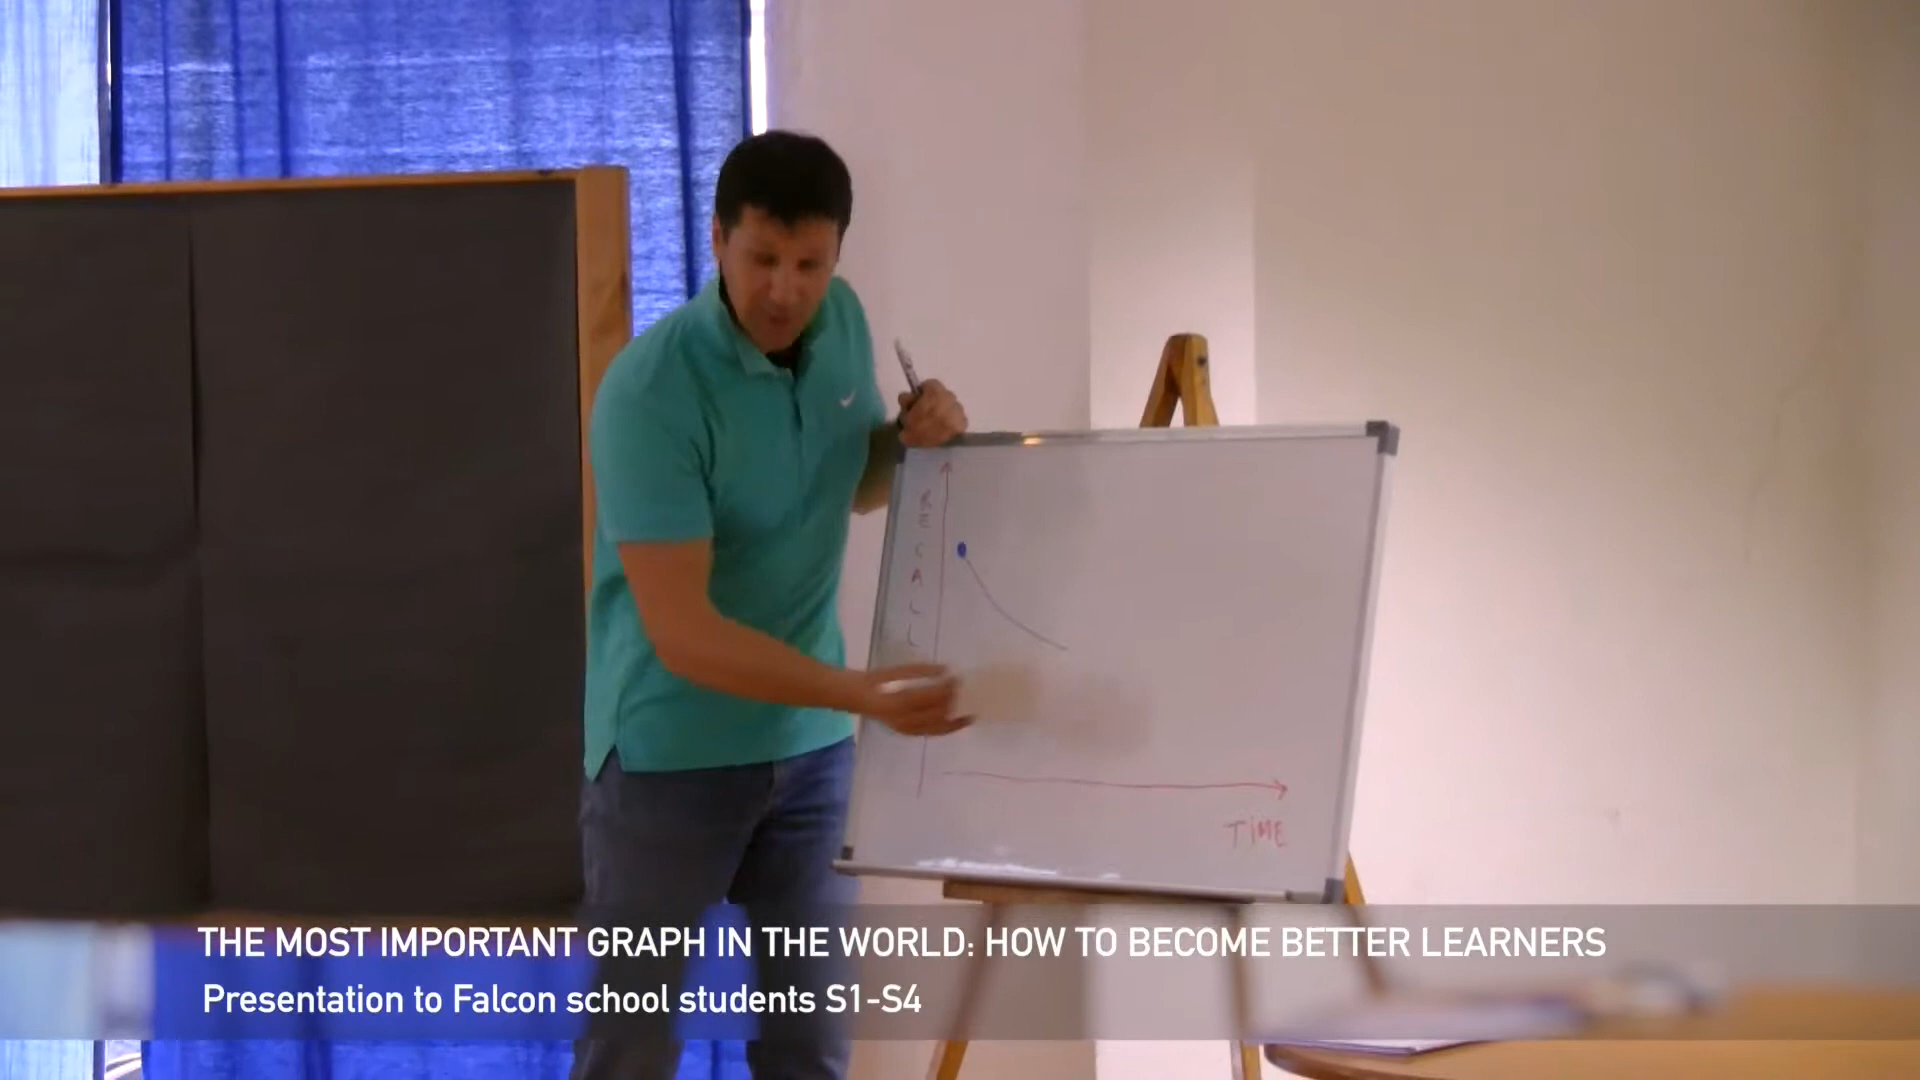 RECALL
TIME
THE MOST IMPORTANT GRAPH IN THE WORLD: HOW TO BECOME BETTER LEARNERS
Presentation to Falcon school students S1-S4